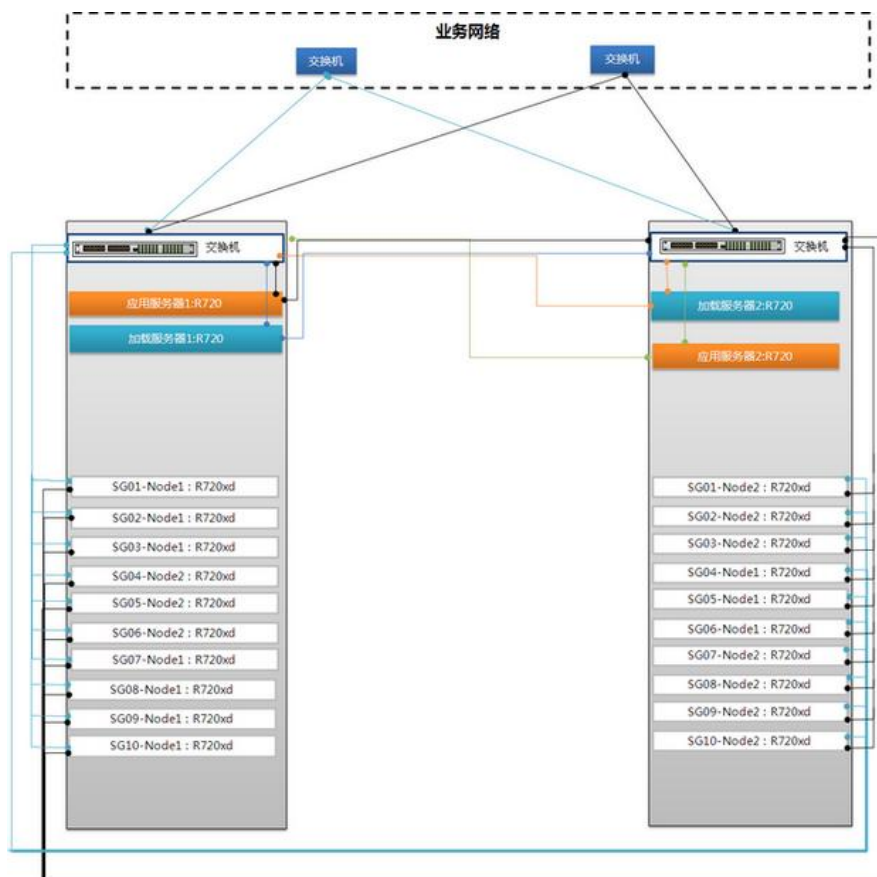 业务网络
交换机
交换机
交换机
应用服务器1:R720
加载服务器1:R720
SG01-Node1 : R720xd
SG02-Node1 : R720xd
SG03-Node1 : R720xd
SG04-Node2 : R720xd
SG05-Node2 : R720xd
SG06-Node2 : R720xd
SG07-Node1 : R720xd
SG08-Node1 : R720xd
SG09-Node1 : R720xd
SG10-Node1 : R720xd
交换机
加载服务器2:R720
应用服务器2:R720
SG01-Node2 : R720xd
SG02-Node2 : R720xd
SG03-Node2 : R720xd
SG04-Node1 : R720xd
SG05-Node1 : R720xd
SG06-Node1 : R720xd
SG07-Node2 : R720xd
SG08-Node2 : R720xd
SG09-Node2 : R720xd
SG10-Node2 : R720xd